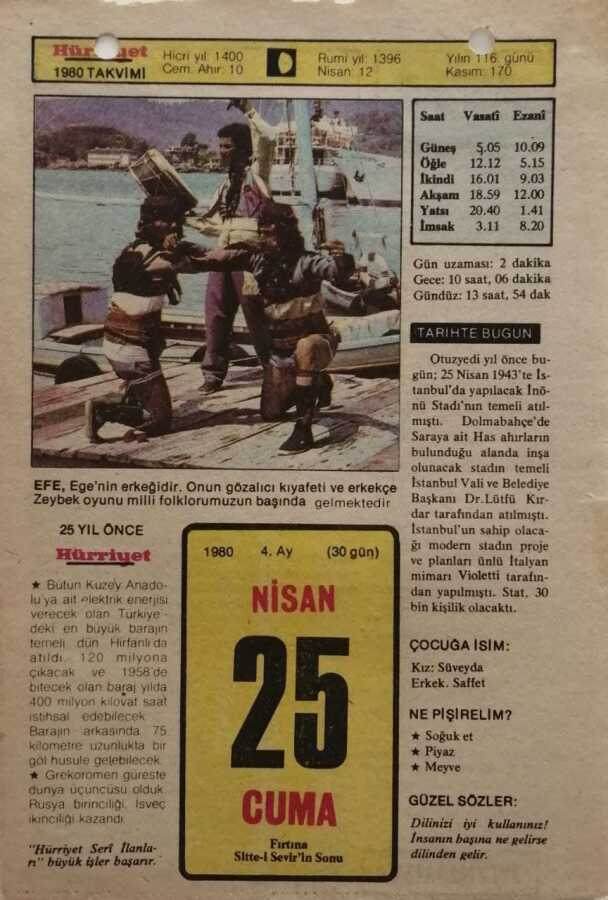 Hürriyet
1980 TAKVİMİ
Hicri yıl 1400
Cem. Ahır. 10
Rumi yıl: 1396
Nisan: 12
Yılın 116. günü
Kasım: 170
Saat Vasatî Ezanî
Güneş 5.05 10.09
Öğle 12.12 5.15
İkindi 16.01 9.03
Akşam 18.59 12.00
Yatsı 20.40 1.41
İmsak 3.11 8.20
Gün uzaması: 2 dakika
Gece: 10 saat, 06 dakika
Gündüz: 13 saat, 54 dak
TARIHTE BUGUN
Otuzyedi yıl önce bu-
gün; 25 Nisan 1943'te İs-
tanbul'da yapılacak İnö-
nü Stadı'nın temeli atıl-
mıştı. Dolmabahçe'de
Saraya ait Has ahırların
bulunduğu alanda inşa
olunacak stadın temeli
İstanbul Vali ve Belediye
Başkanı Dr.Lütfü Kır-
dar tarafından atılmıştı.
İstanbul'un sahip olaca-
ğı modern stadın proje
ve planları ünlü İtalyan
mimarı Violetti tarafın-
dan yapılmıştı. Stat, 30
bin kişilik olacaktı.
EFE, Ege'nin erkeğidir. Onun gözalıcı kıyafeti ve erkekçe
Zeybek oyunu milli folklorumuzun başında gelmektedir
25 YIL ÖNCE
Hürriyet
★ Bütun Kuzey Anado-
lu'ya ait elektrik enerjisi
verecek olan Turkiye-
deki en büyük barajın
temeli dün Hirfanlı da
atıldı. 120 milyona
çıkacak ve 1958'de
bitecek olan baraj yılda
400 milyon kilovat saat
istihsal edebilecek
Barajın arkasında 75
kilometre uzunlukta bir
göl husule gelebilecek.
★ Grekoromen güreste
dunya üçuncüsu olduk
Rusya birinciliği, İsveç
ikinciliği kazandı.
"Hürriyet Seri İlanla-
rı" büyük işler başarır.
1980 4. Ay (30 gün)
NİSAN
25
CUMA
Fırtına
Sitte-i Sevir'in Sonu
ÇOCUĞA İSİM:
Kız: Süveyda
Erkek. Saffet
NE PİŞİRELİM?
★ Soğuk et
★ Piyaz
★ Meyve
GÜZEL SÖZLER:
Dilinizi iyi kullanınız!
İnsanın başına ne gelirse
dilinden gelir.